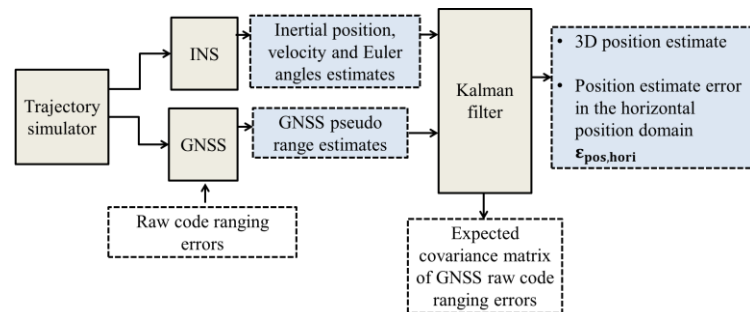 Trajectory
simulator
INS
Inertial position,
velocity and Euler
angles estimates
GNSS
GNSS pseudo
range estimates
Raw code ranging
errors
Kalman
filter
• 3D position estimate
• Position estimate error
in the horizontal
position domain
εpos,hori
Expected
covariance matrix
of GNSS raw code
ranging errors